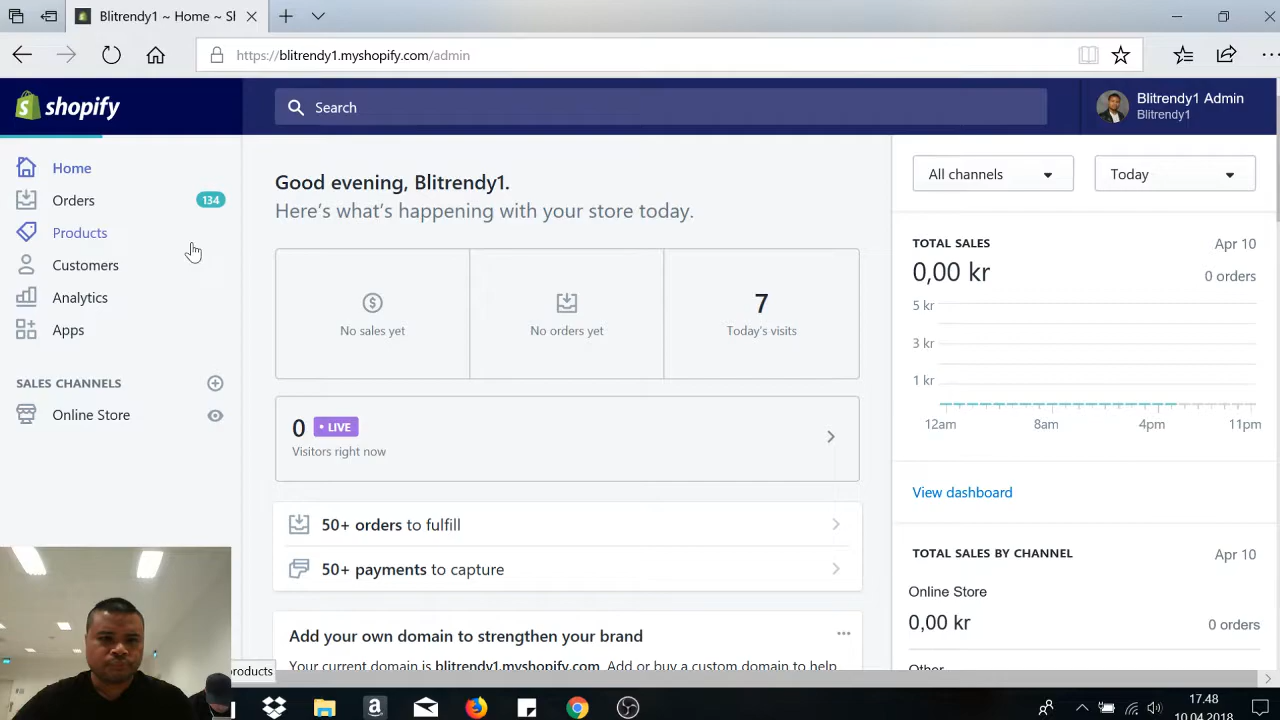 Blitrendy1 ~ Home ~ Sl
https://blitrendy1.myshopify.com/admin
shopify
Search
Blitrendy1 Admin
Blitrendy1
Home
Orders
134
Products
Customers
Analytics
Apps
SALES CHANNELS
Online Store
Good evening, Blitrendy1.
Here's what's happening with your store today.
No sales yet
No orders yet
7
Today's visits
0 • LIVE
Visitors right now
50+ orders to fulfill
50+ payments to capture
Add your own domain to strengthen your brand
Your current domain is blitrendy1.myshopify.com. Add or buy a custom domain to help
All channels
Today
TOTAL SALES
Apr 10
0,00 kr
0 orders
5 kr
3 kr
1 kr
12am
8am
4pm
11pm
View dashboard
TOTAL SALES BY CHANNEL
Apr 10
Online Store
0,00 kr
0 orders
Other
products
17.48
10.04.2018